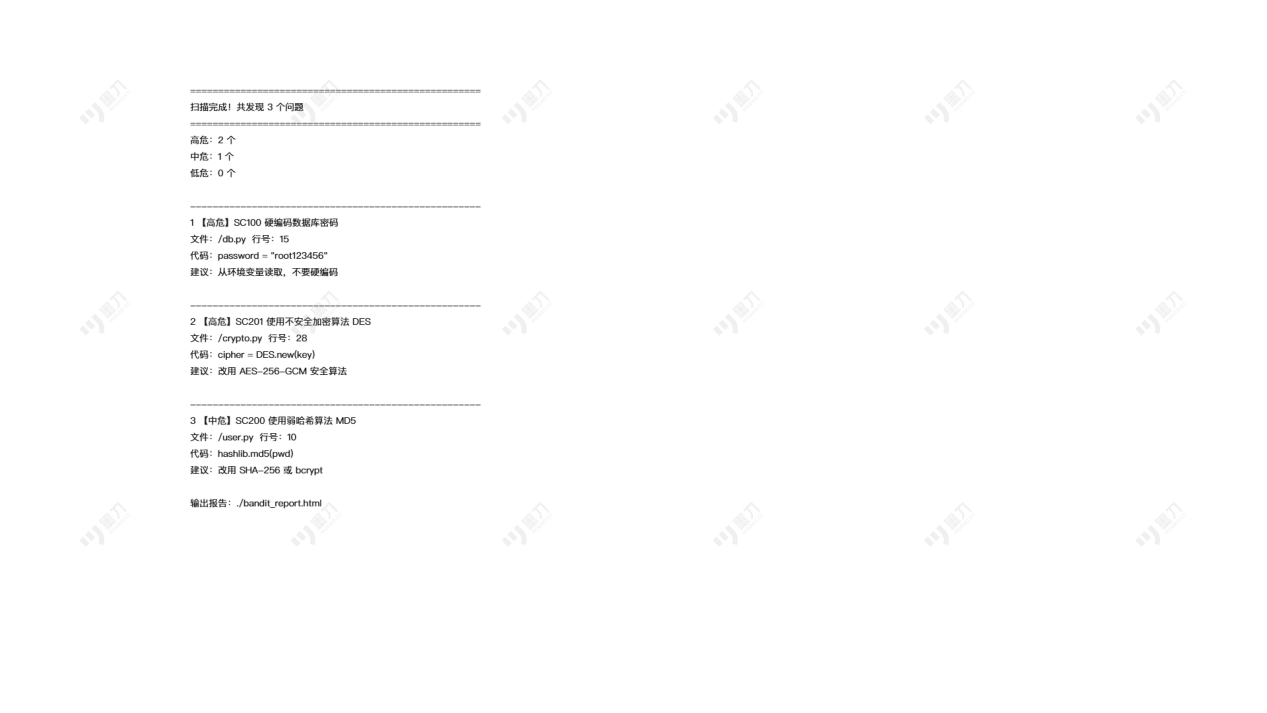 ====================================================
扫描完成！共发现 3 个问题
====================================================
高危：2 个
中危：1 个
低危：0 个
----------------------------------------------------
1 【高危】SC100 硬编码数据库密码
文件：/db.py 行号：15
代码：password = "root123456"
建议：从环境变量读取，不要硬编码
----------------------------------------------------
2 【高危】SC201 使用不安全加密算法 DES
文件：/crypto.py 行号：28
代码：cipher = DES.new(key)
建议：改用 AES-256-GCM 安全算法
----------------------------------------------------
3 【中危】SC200 使用弱哈希算法 MD5
文件：/user.py 行号：10
代码：hashlib.md5(pwd)
建议：改用 SHA-256 或 bcrypt
输出报告：./bandit_report.html